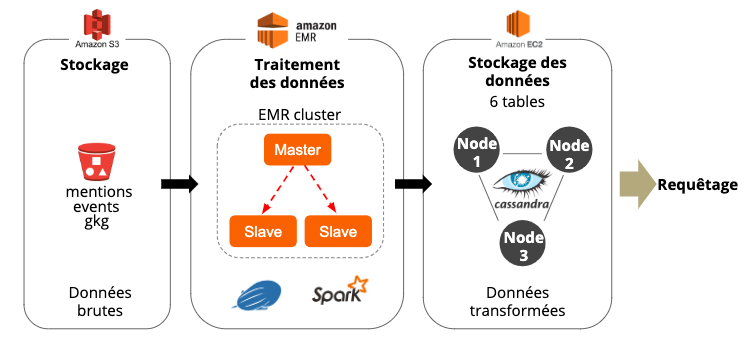 Amazon S3
Stockage
mentions
events
gkg
Données
brutes
amazon
EMR
Traitement
des données
EMR cluster
Master
Slave
Slave
Spark
Amazon EC2
Stockage des
données
6 tables
Node
1
Node
2
cassandra
Node
3
Données
transformées
Requêtage